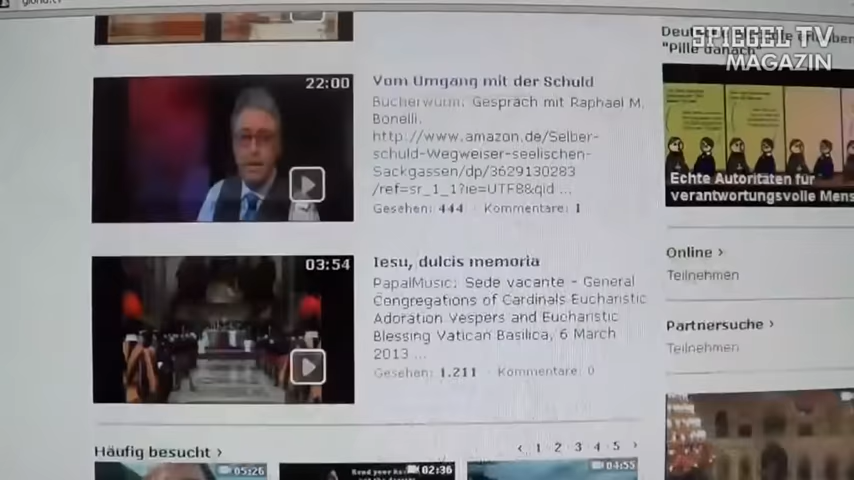 gloria.tv
SPIEGEL TV
MAGAZIN
"Pille danach"
22:00
Vom Umgang mit der Schuld
Bücherwurm. Gespräch mit Raphael M.
Bonelli.
http://www.amazon.de/Selber-
schuld-Wegweiser-seelischen-
Sackgassen/dp/3629130283
/ref=sr_1_1?ie=UTF8&qid ...
Gesehen: 444 · Kommentare: 1
Echte Autoritäten für
verantwortungsvolle Mens
03:54
Iesu, dulcis memoria
PapalMusic: Sede vacante - General
Congregations of Cardinals Eucharistic
Adoration Vespers and Eucharistic
Blessing Vatican Basilica, 6 March
2013 ...
Gesehen: 1.211 · Kommentare: 0
Online ›
Teilnehmen
Partnersuche ›
Teilnehmen
Häufig besucht ›
‹ 1 2 3 4 5 ›
05:26
02:36
04:55